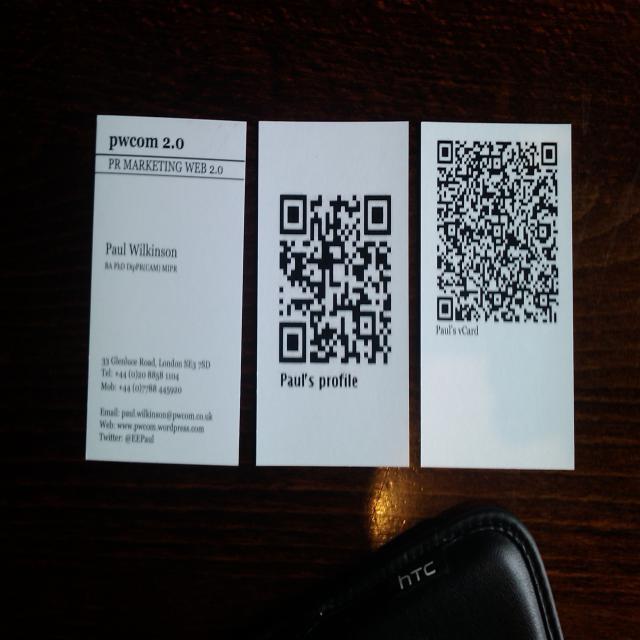 pwcom 2.0
PR MARKETING WEB 2.0
Paul Wilkinson
BA PhD DipPR(CAM) MIPR
33 Glenluce Road, London SE3 7SD
Tel: +44 (0)20 8858 1104
Mob: +44 (0)7788 445920
Email: paul.wilkinson@pwcom.co.uk
Web: www.pwcom.wordpress.com
Twitter: @EEPaul
Paul's profile
Paul's vCard
hTC